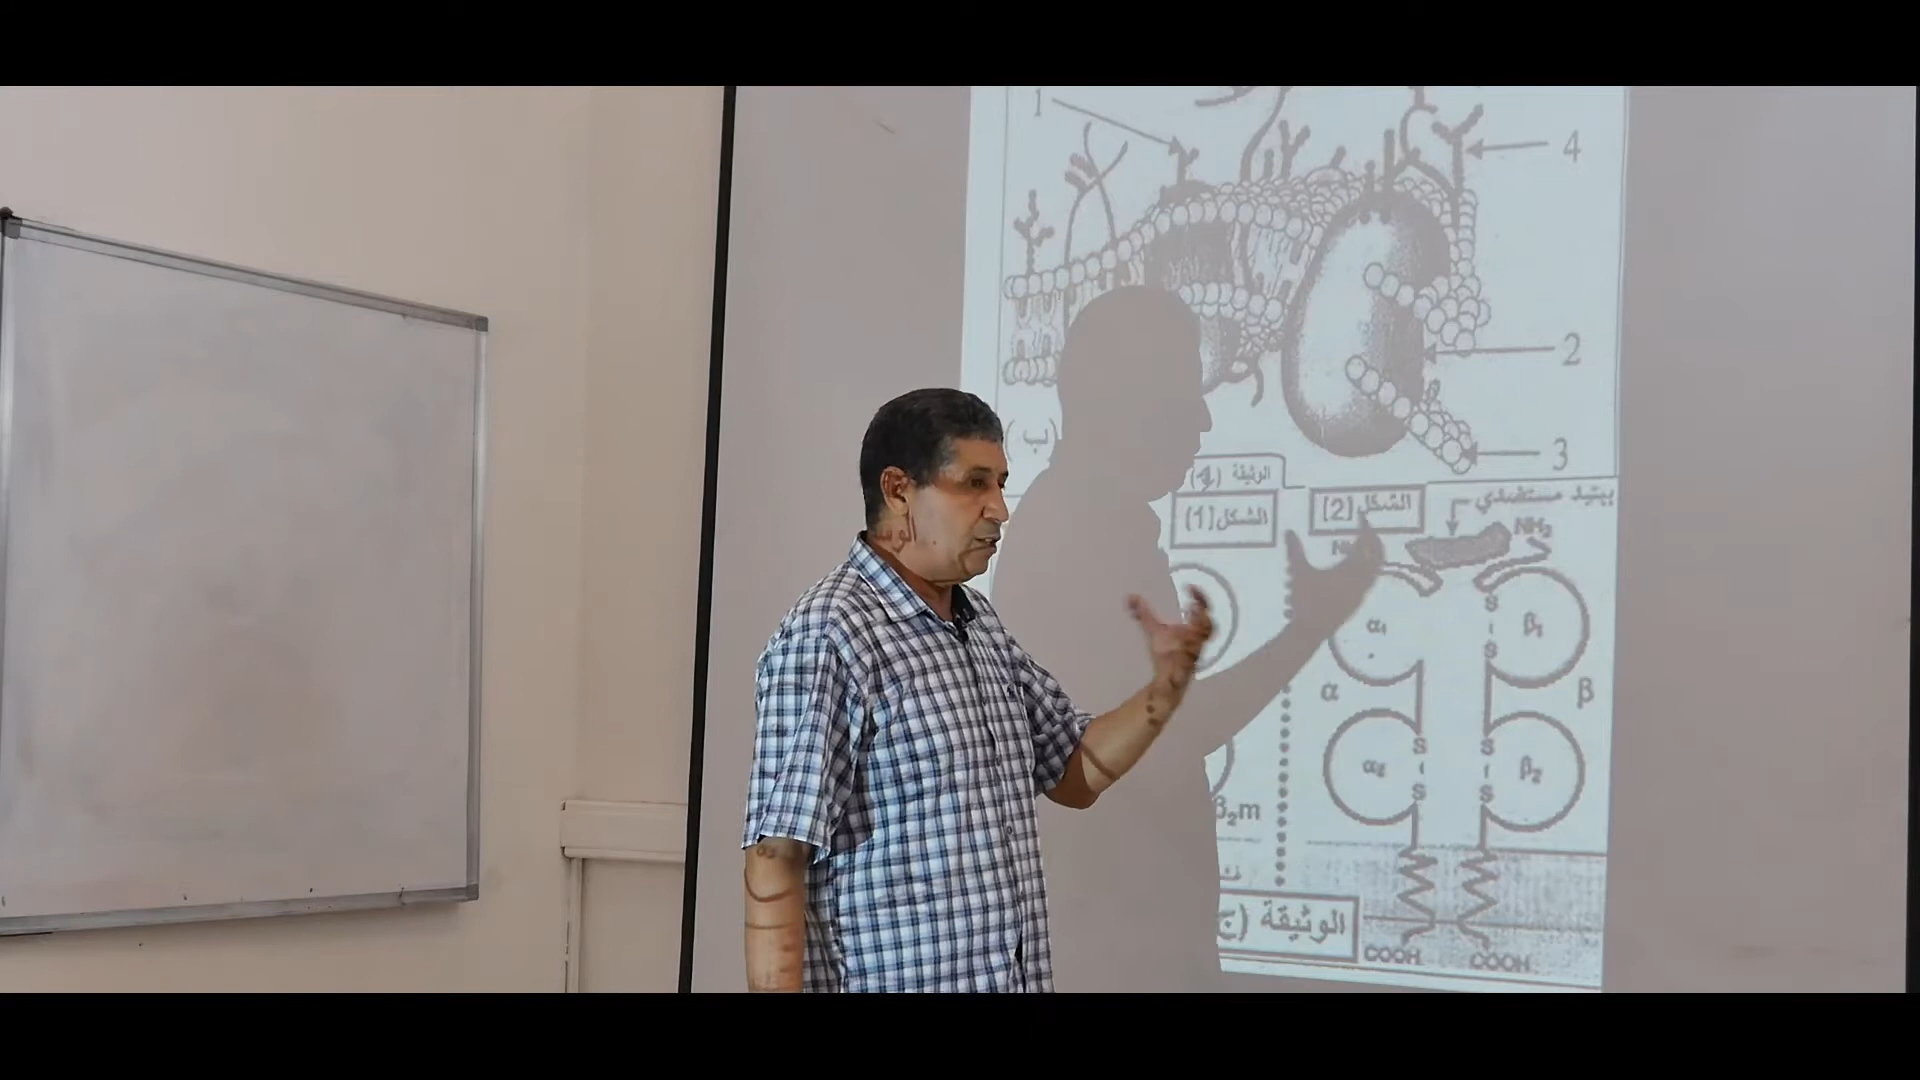 1
4
2
3
(ب
الوثيقة (4)
الشكل [1]
الشكل [2]
ببتيد مستضدي
NH₂
α₁
β₁
S
S
α
β
S
S
S
S
α₂
β₂
β₂m
الوثيقة (ج
COOH
COOH